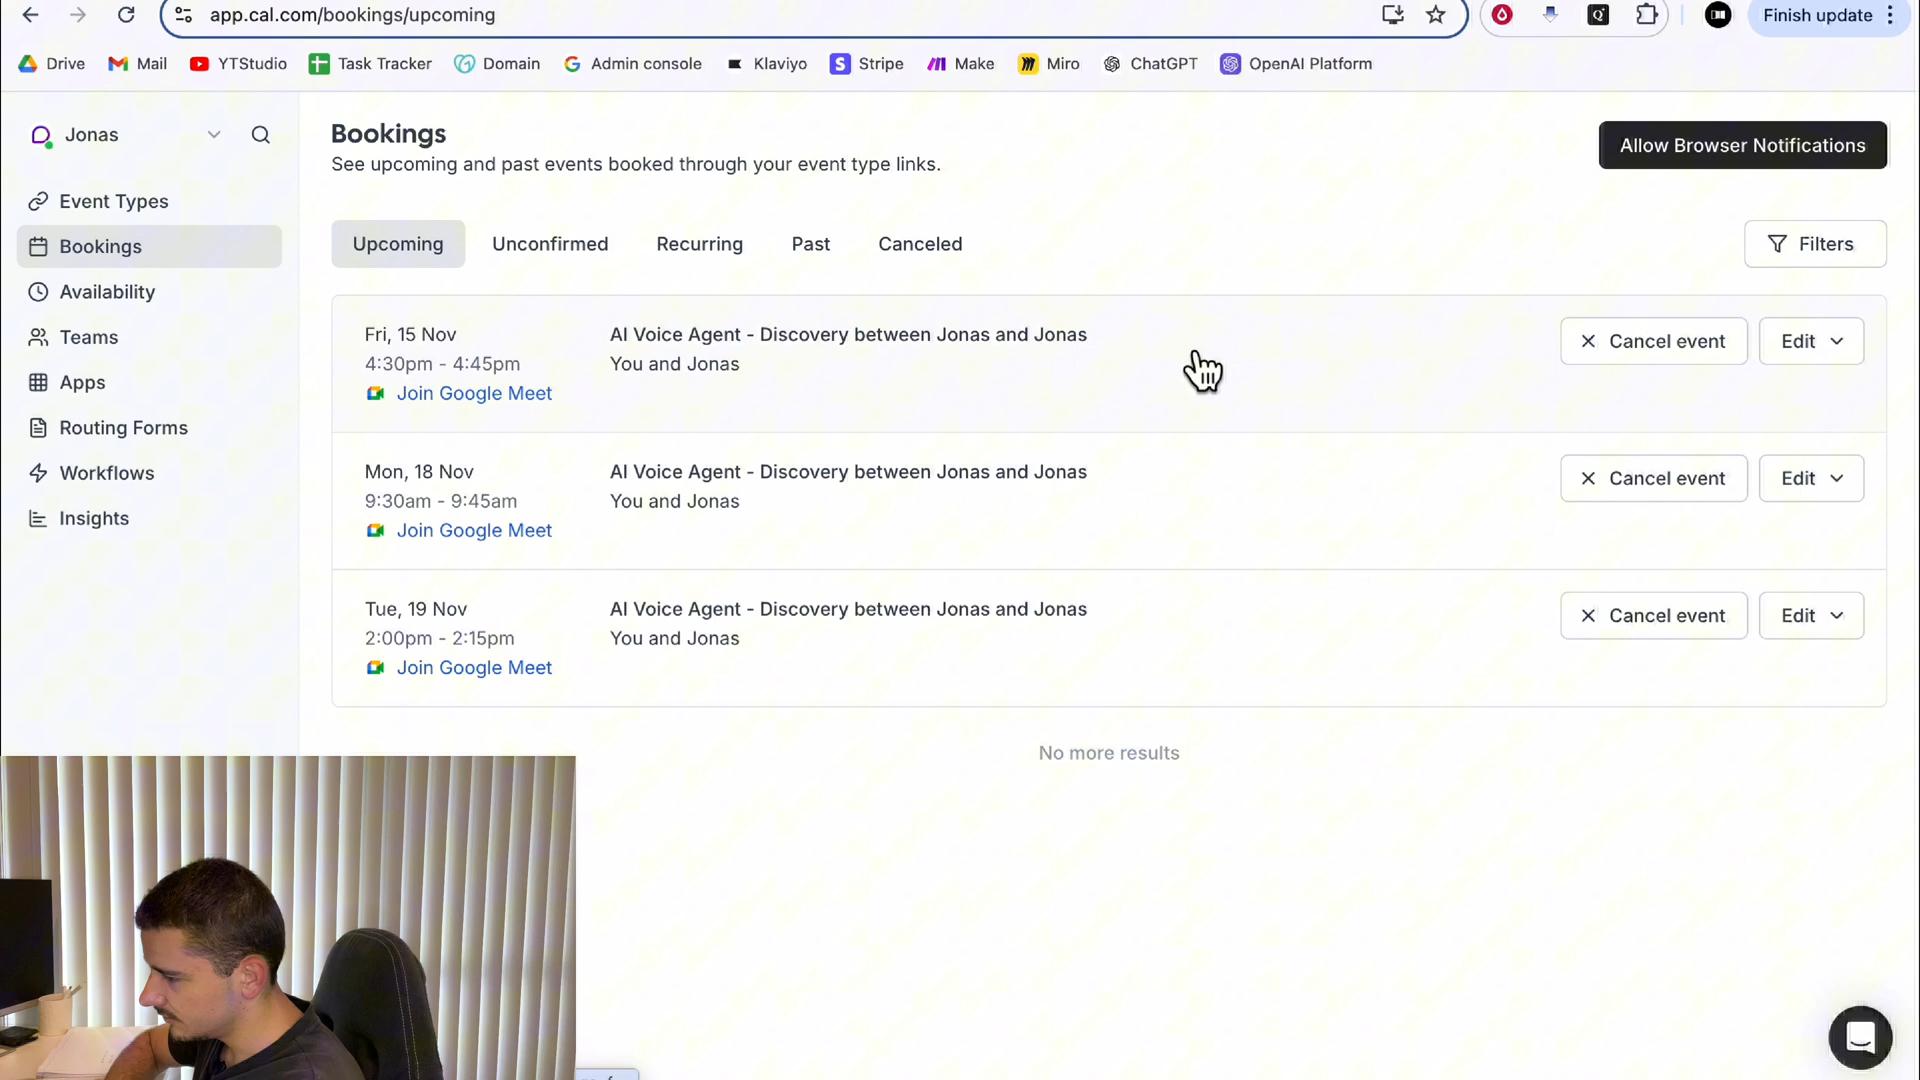 app.cal.com/bookings/upcoming
Finish update
Drive
Mail
YTStudio
Task Tracker
Domain
Admin console
Klaviyo
Stripe
Make
Miro
ChatGPT
OpenAI Platform
Jonas
Event Types
Bookings
Availability
Teams
Apps
Routing Forms
Workflows
Insights
Bookings
See upcoming and past events booked through your event type links.
Allow Browser Notifications
Upcoming
Unconfirmed
Recurring
Past
Canceled
Filters
Fri, 15 Nov
4:30pm - 4:45pm
Join Google Meet
AI Voice Agent - Discovery between Jonas and Jonas
You and Jonas
Cancel event
Edit
Mon, 18 Nov
9:30am - 9:45am
Join Google Meet
AI Voice Agent - Discovery between Jonas and Jonas
You and Jonas
Cancel event
Edit
Tue, 19 Nov
2:00pm - 2:15pm
Join Google Meet
AI Voice Agent - Discovery between Jonas and Jonas
You and Jonas
Cancel event
Edit
No more results